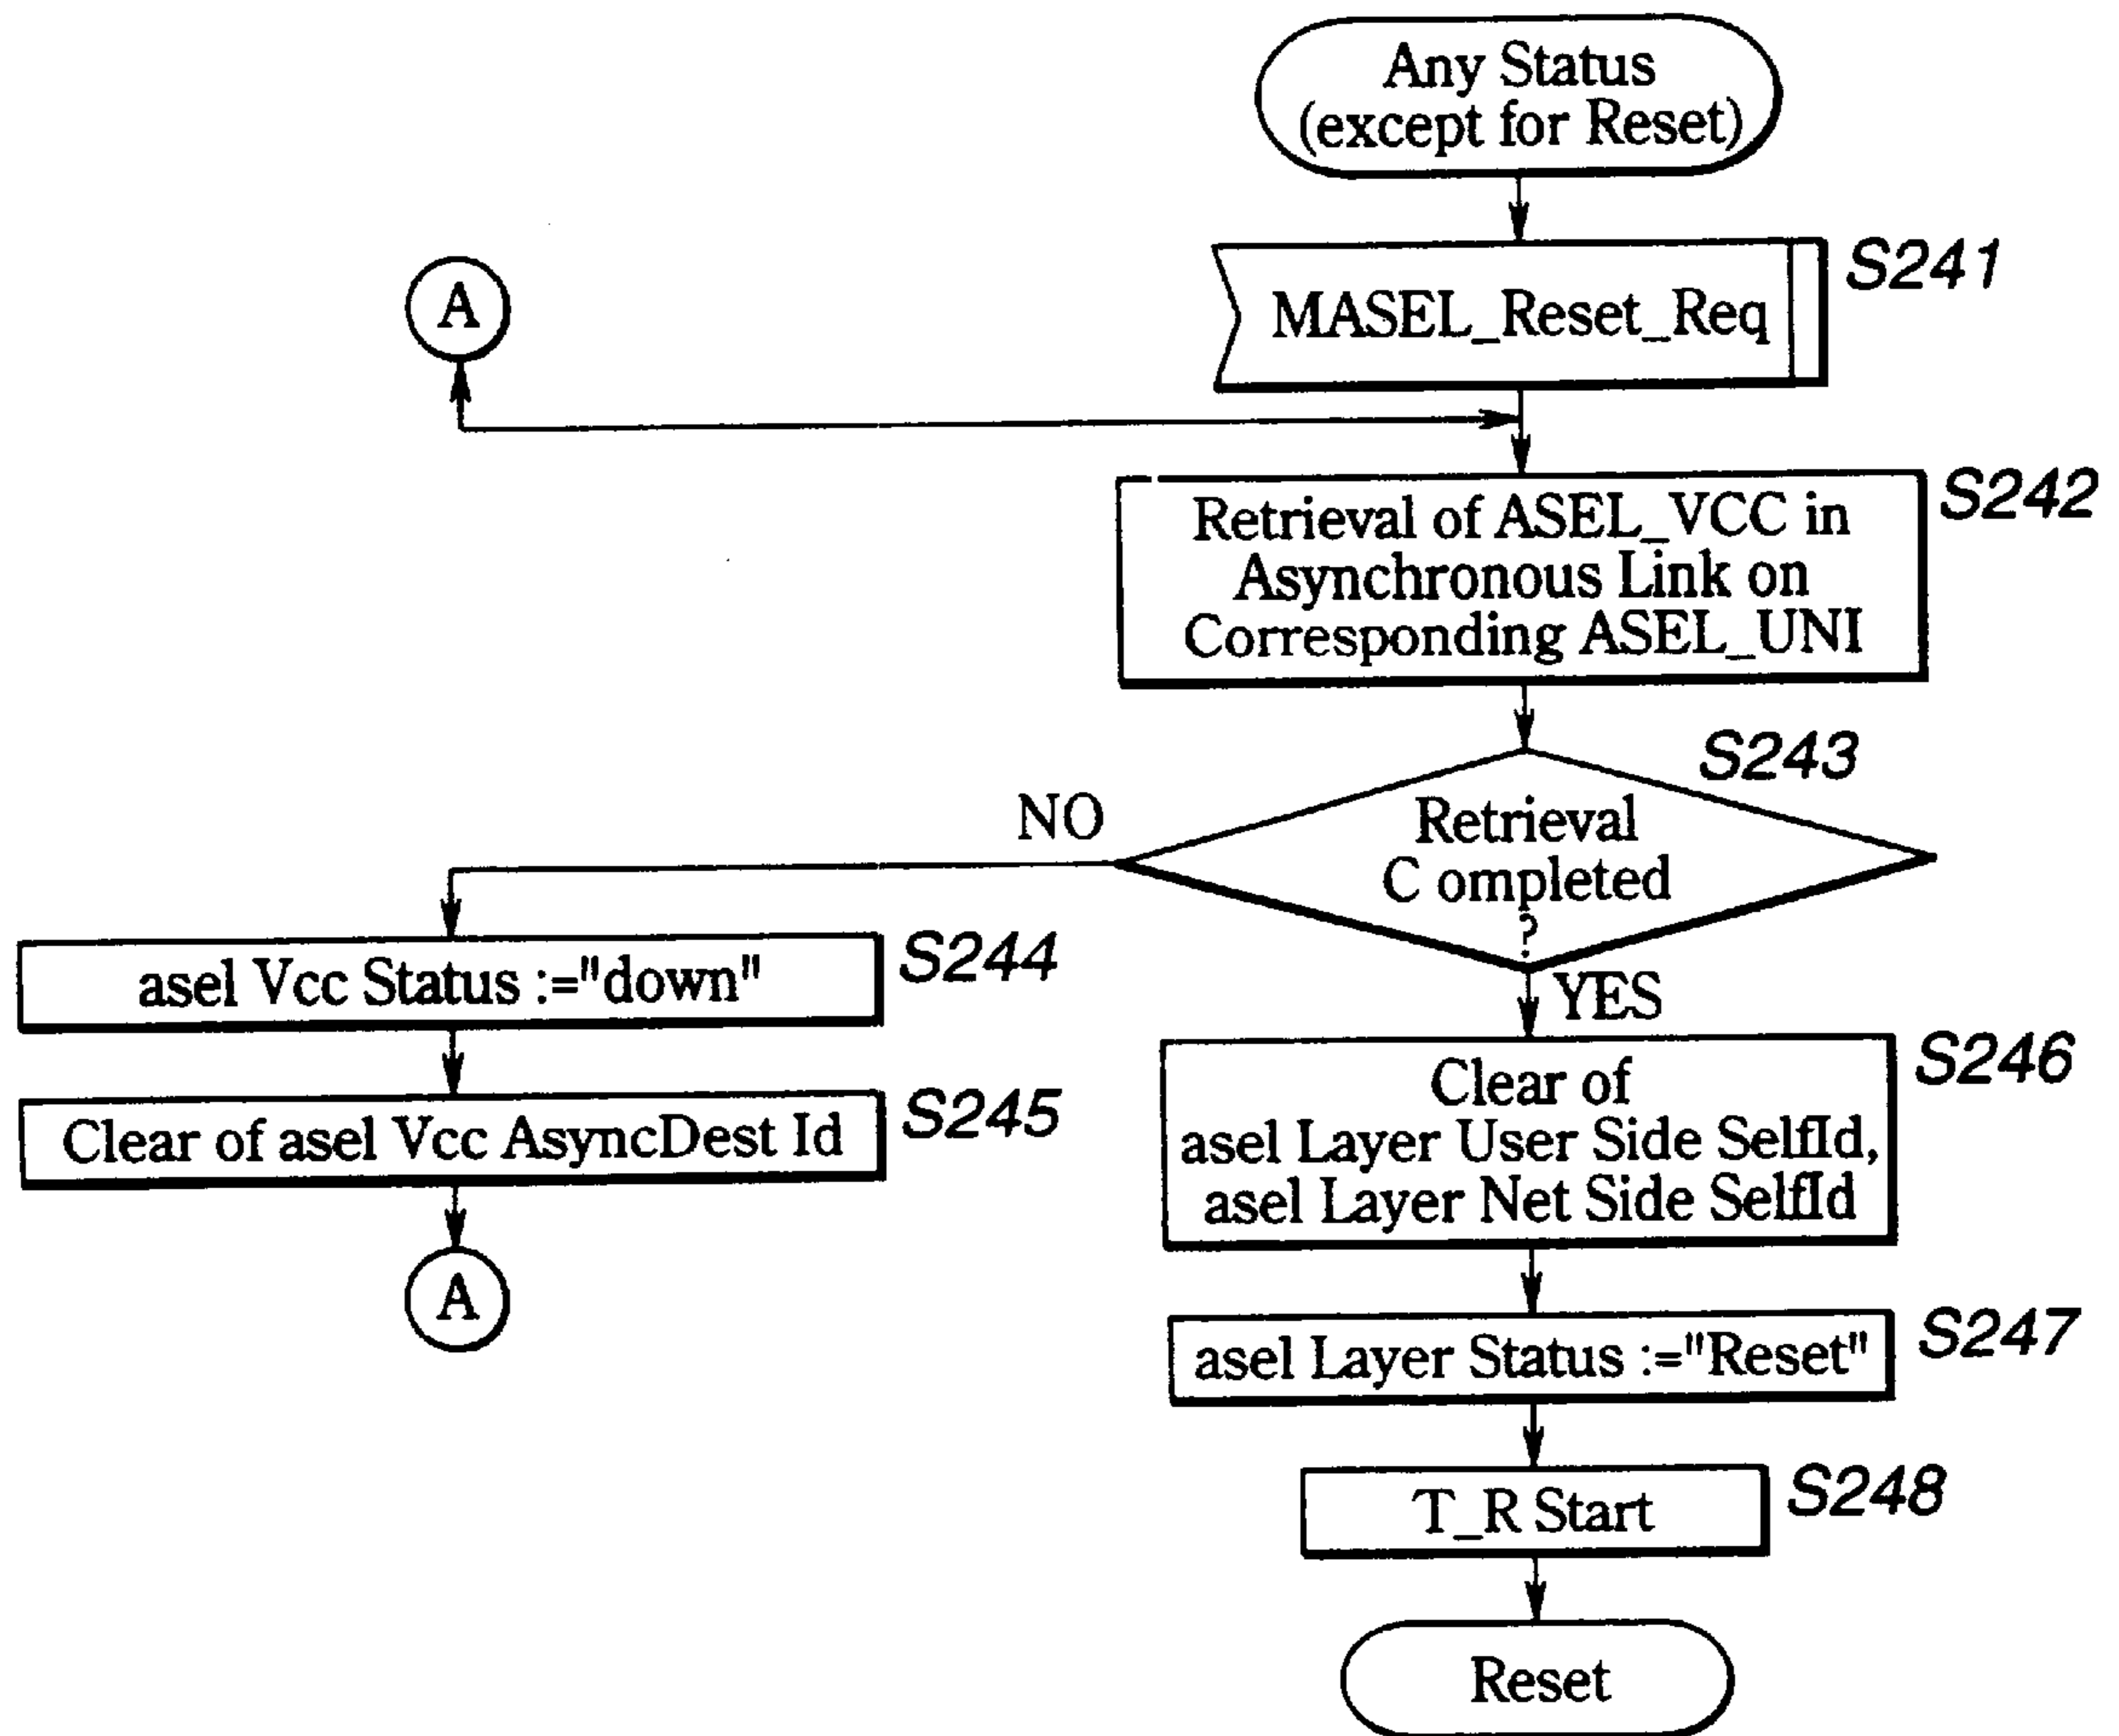 Any Status
(except for Reset)
MASEL_Reset_Req
S241
A
Retrieval of ASEL_VCC in
Asynchronous Link on
Corresponding ASEL_UNI
S242
S243
Retrieval
C ompleted
?
NO
YES
asel Vcc Status :="down"
S244
Clear of asel Vcc AsyncDest Id
S245
A
Clear of
asel Layer User Side SelfId,
asel Layer Net Side SelfId
S246
asel Layer Status :="Reset"
S247
T_R Start
S248
Reset